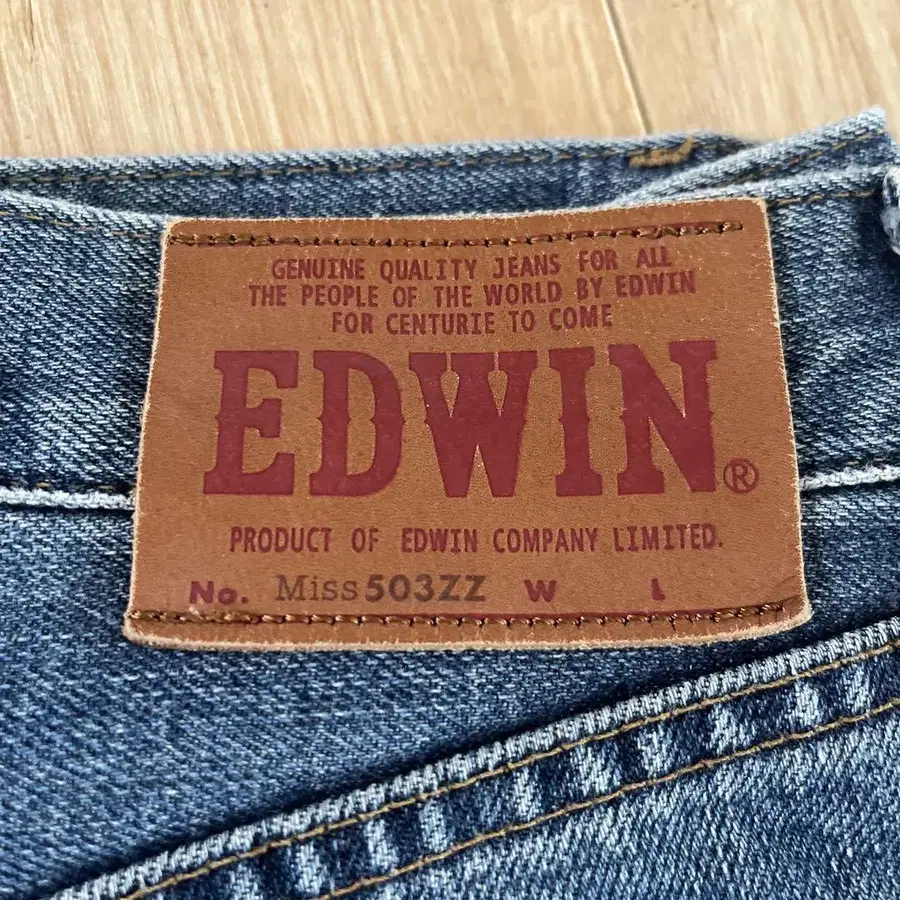 GENUINE QUALITY JEANS FOR ALL
THE PEOPLE OF THE WORLD BY EDWIN
FOR CENTURIE TO COME
EDWIN®
PRODUCT OF EDWIN COMPANY LIMITED.
No. Miss 503ZZ W L